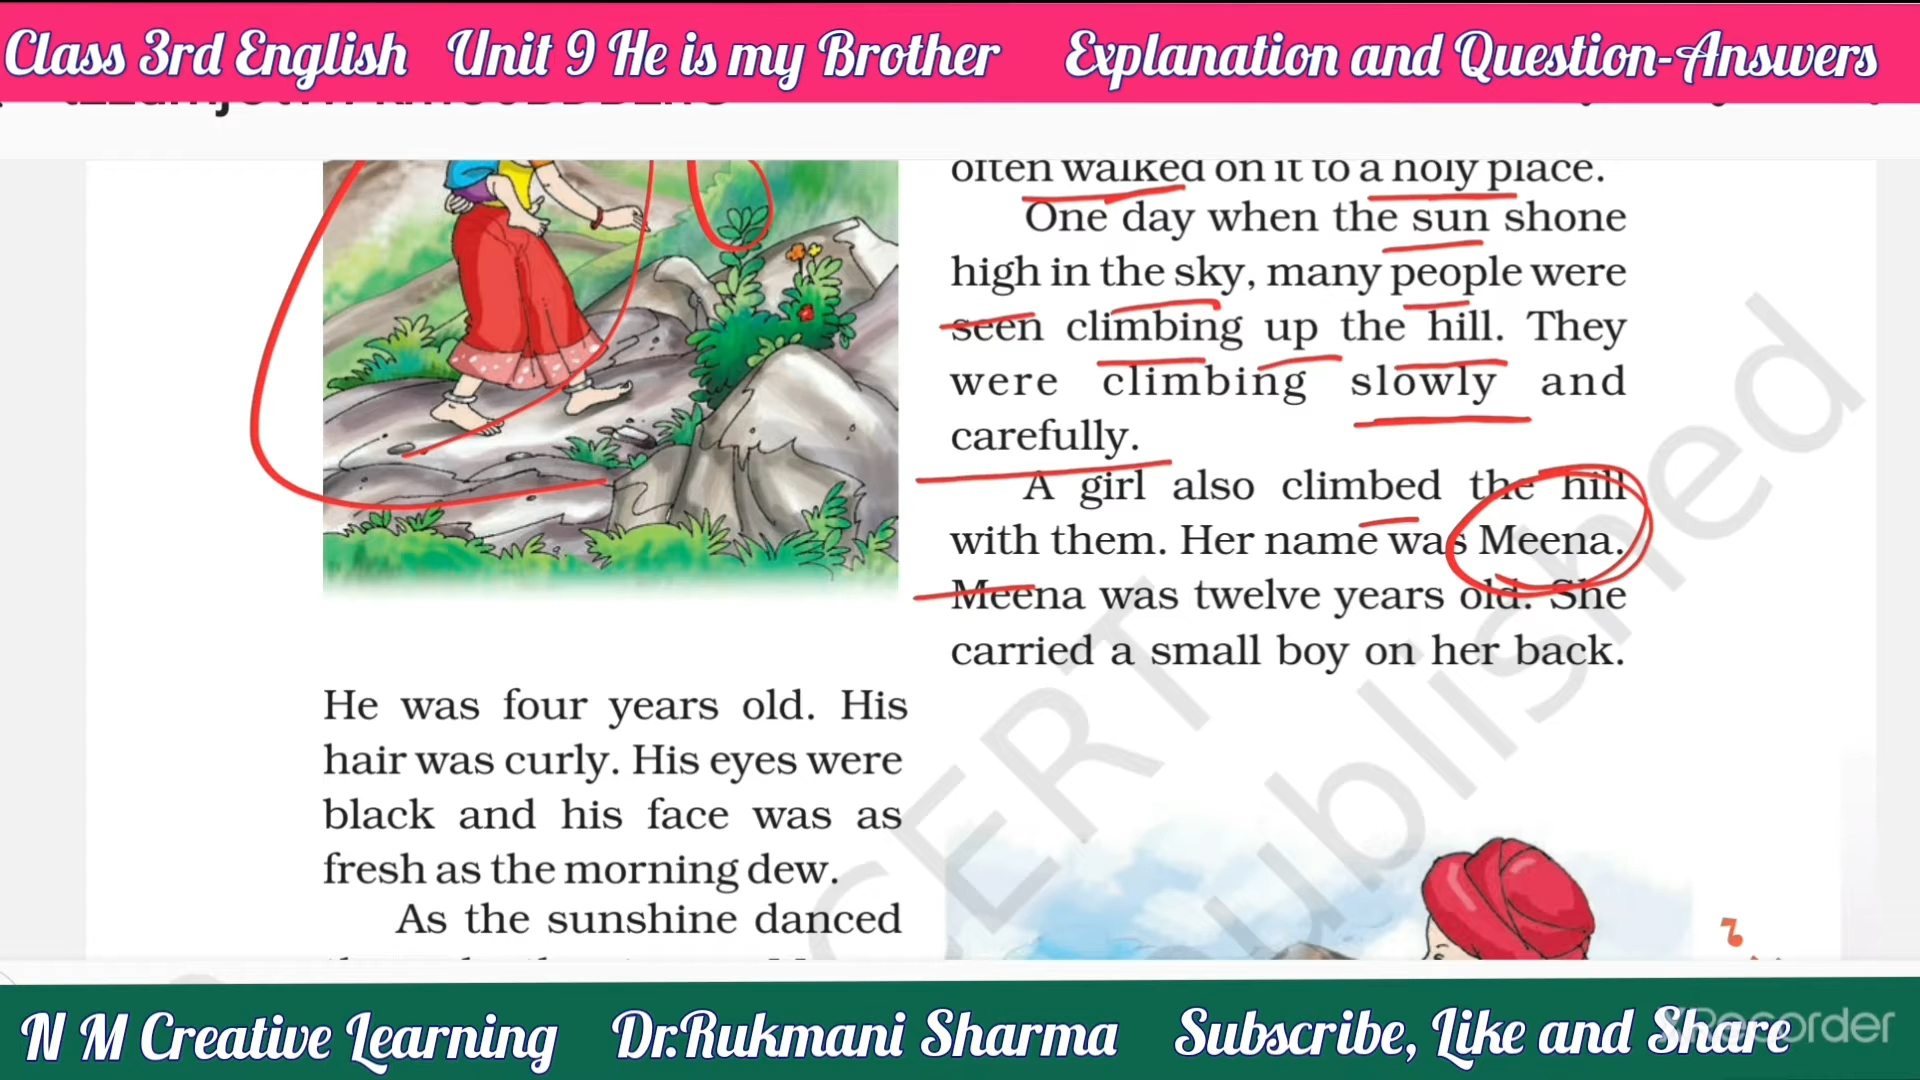 Class 3rd English Unit 9 He is my Brother Explanation and Question-Answers
often walked on it to a holy place.
One day when the sun shone
high in the sky, many people were
seen climbing up the hill. They
were climbing slowly and
carefully.
A girl also climbed the hill
with them. Her name was Meena.
Meena was twelve years old. She
carried a small boy on her back.
He was four years old. His
hair was curly. His eyes were
black and his face was as
fresh as the morning dew.
As the sunshine danced
N M Creative Learning Dr.Rukmani Sharma Subscribe, Like and Share